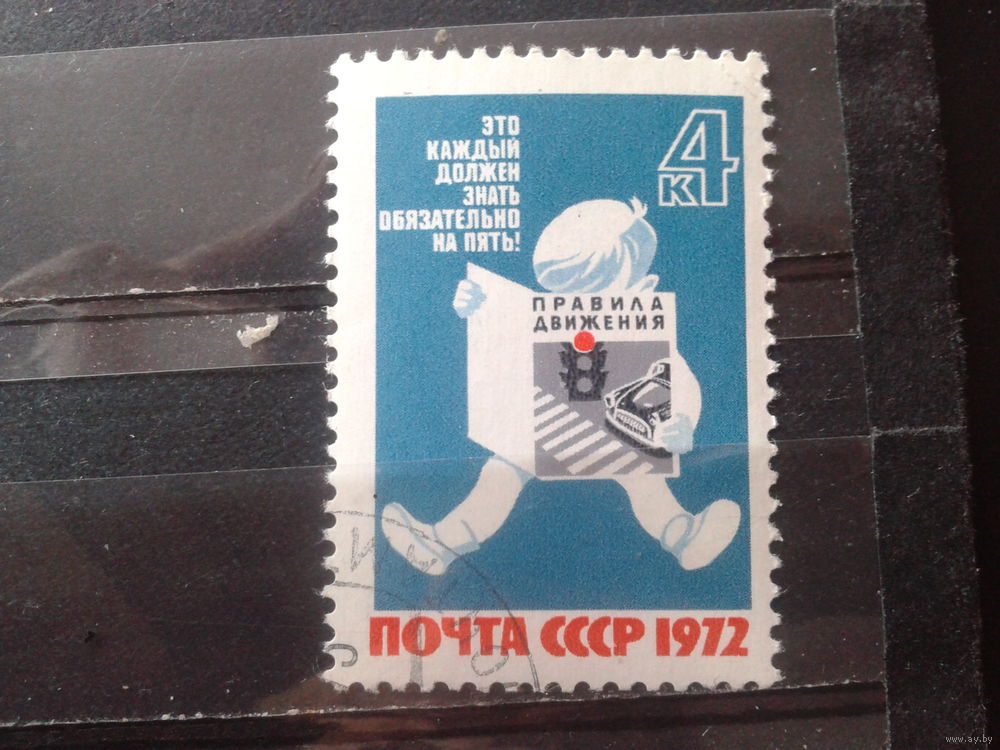 ЭТО
КАЖДЫЙ
ДОЛЖЕН
ЗНАТЬ
ОБЯЗАТЕЛЬНО
НА ПЯТЬ!
4
К
ПРАВИЛА
ДВИЖЕНИЯ
ПОЧТА СССР 1972
www.ay.by